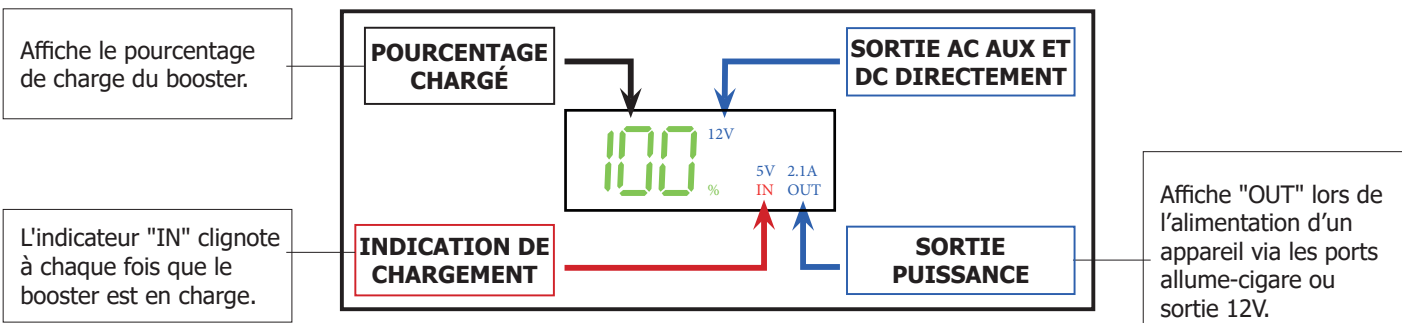 Affiche le pourcentage
de charge du booster.
POURCENTAGE
CHARGÉ
SORTIE AC AUX ET
DC DIRECTEMENT
100 %
12V
5V 2.1A
IN OUT
L'indicateur "IN" clignote
à chaque fois que le
booster est en charge.
INDICATION DE
CHARGEMENT
SORTIE
PUISSANCE
Affiche "OUT" lors de
l’alimentation d’un
appareil via les ports
allume-cigare ou
sortie 12V.